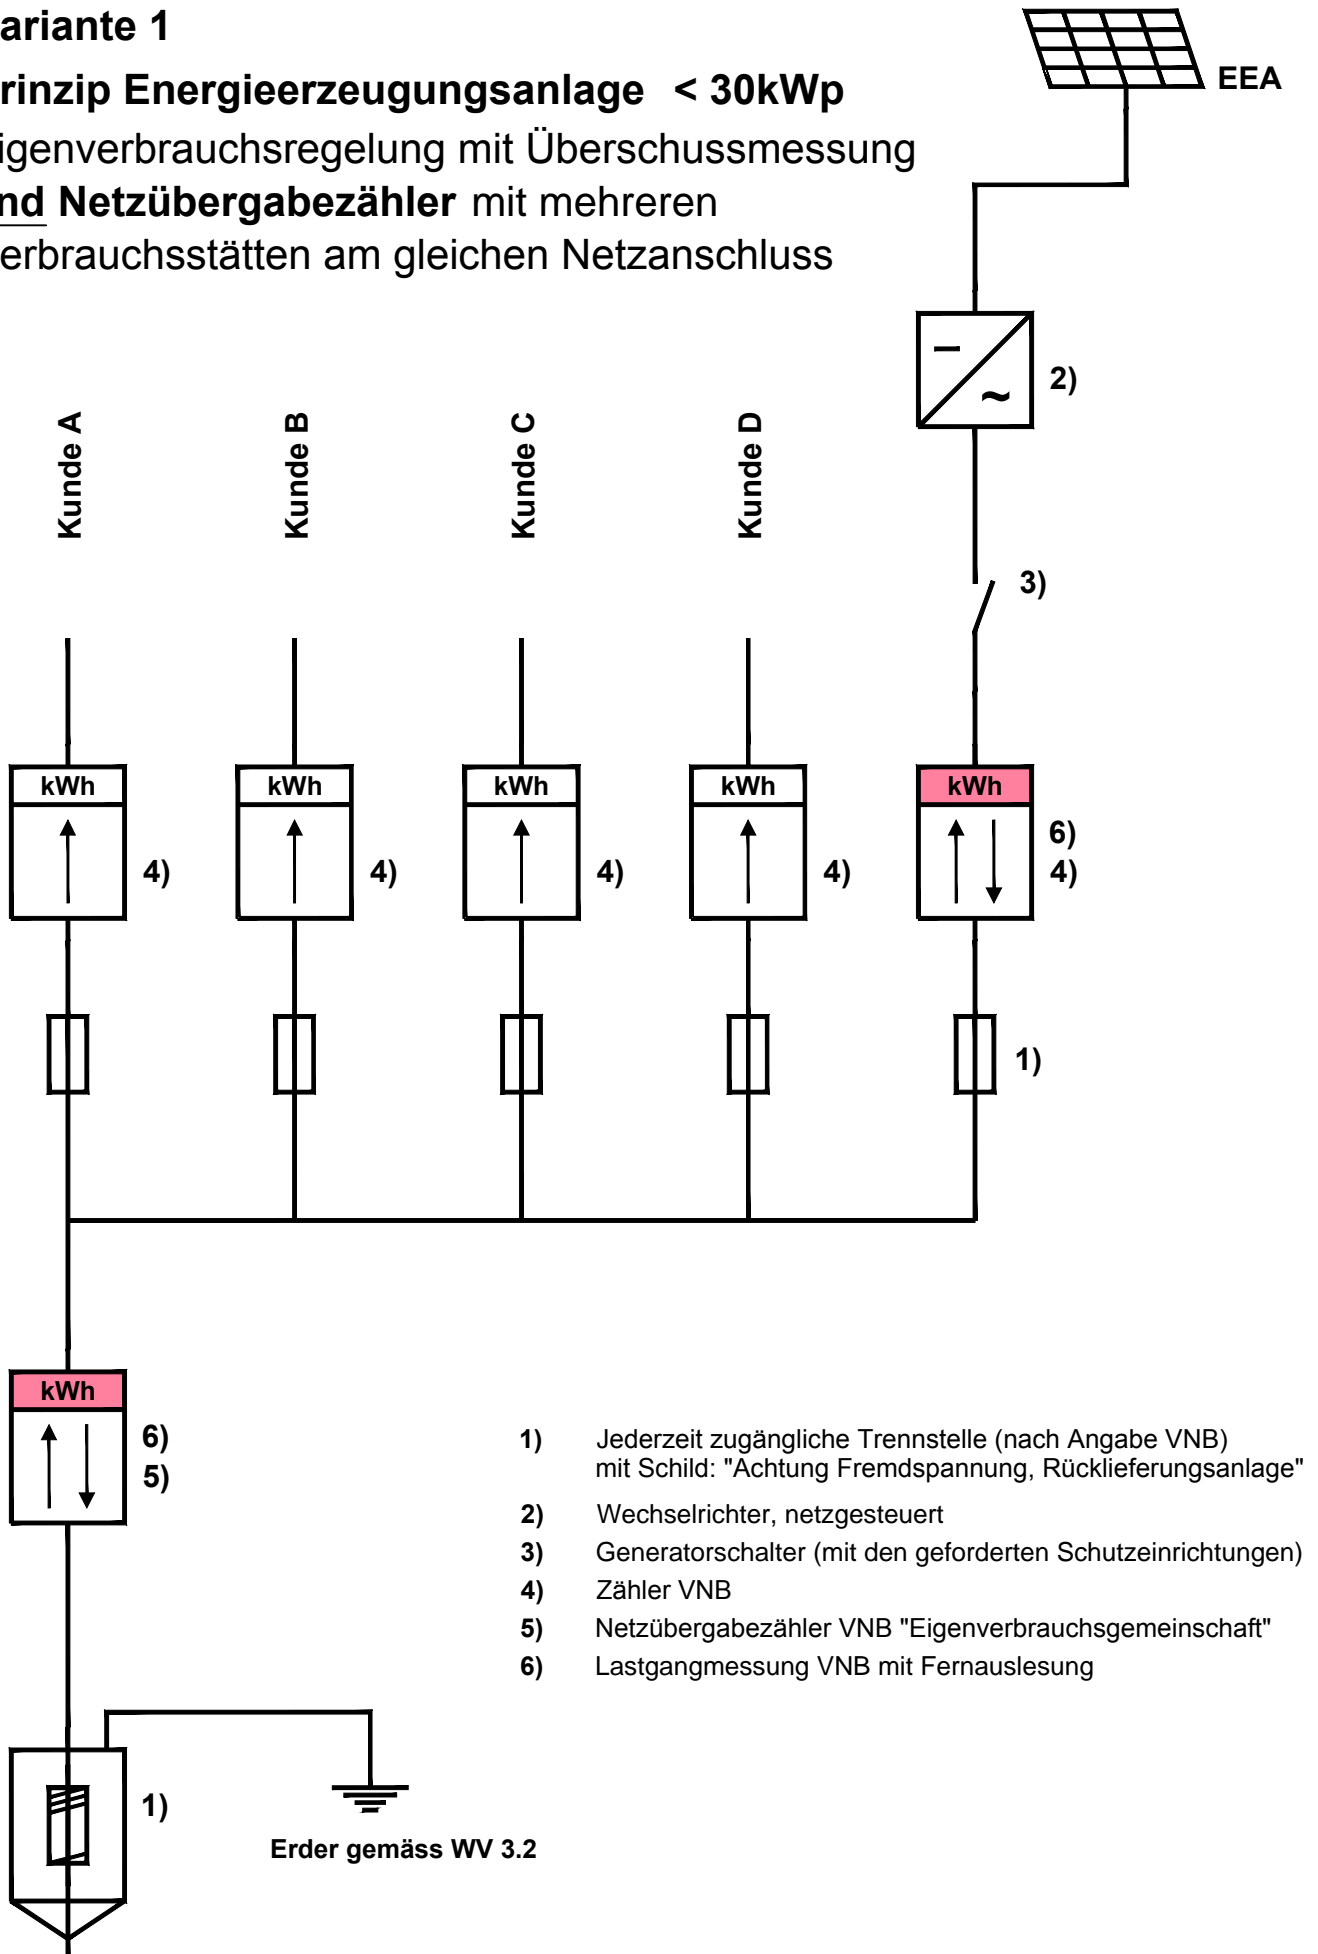 ariante 1
rinzip Energieerzeugungsanlage < 30kWp
igenverbrauchsregelung mit Überschussmessung
nd Netzübergabezähler mit mehreren
erbrauchsstätten am gleichen Netzanschluss
EEA
2)
Kunde A
Kunde B
Kunde C
Kunde D
3)
kWh
kWh
kWh
kWh
kWh
6)
4)
4)
4)
4)
4)
1)
kWh
6)
5)
1) Jederzeit zugängliche Trennstelle (nach Angabe VNB)
mit Schild: "Achtung Fremdspannung, Rücklieferungsanlage"
2) Wechselrichter, netzgesteuert
3) Generatorschalter (mit den geforderten Schutzeinrichtungen)
4) Zähler VNB
5) Netzübergabezähler VNB "Eigenverbrauchsgemeinschaft"
6) Lastgangmessung VNB mit Fernauslesung
1)
Erder gemäss WV 3.2